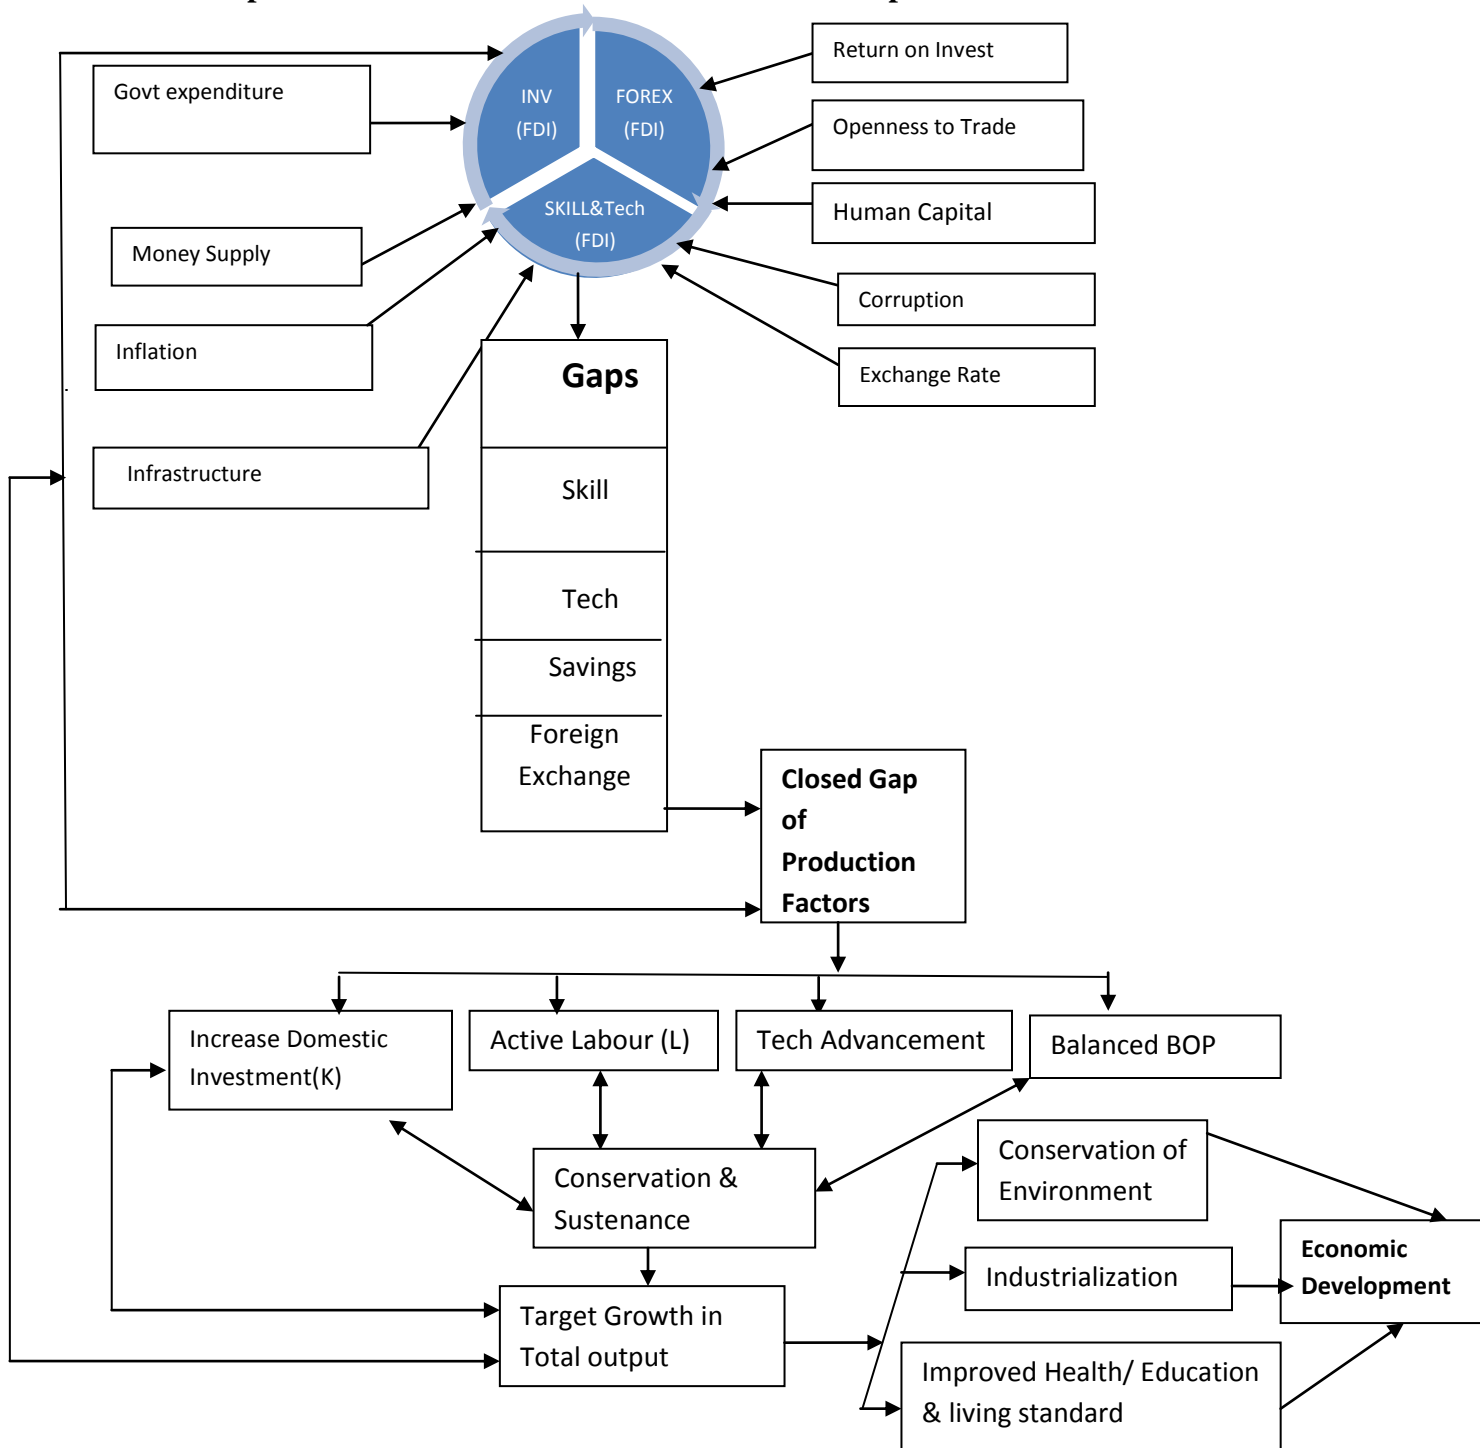 Return on Invest
Govt expenditure
INV
(FDI)
FOREX
(FDI)
Openness to Trade
SKILL&Tech
(FDI)
Human Capital
Money Supply
Corruption
Inflation
Gaps
Exchange Rate
Infrastructure
Skill
Tech
Savings
Foreign
Exchange
Closed Gap
of
Production
Factors
Increase Domestic
Investment(K)
Active Labour (L)
Tech Advancement
Balanced BOP
Conservation &
Sustenance
Conservation of
Environment
Economic
Development
Industrialization
Target Growth in
Total output
Improved Health/ Education
& living standard